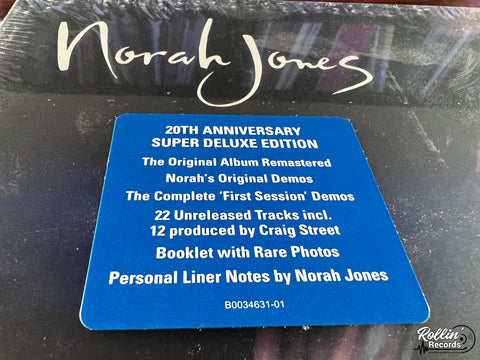 Norah Jones
20TH ANNIVERSARY
SUPER DELUXE EDITION
The Original Album Remastered
Norah's Original Demos
The Complete 'First Session' Demos
22 Unreleased Tracks incl.
12 produced by Craig Street
Booklet with Rare Photos
Personal Liner Notes by Norah Jones
B0034631-01
Rollin
Records